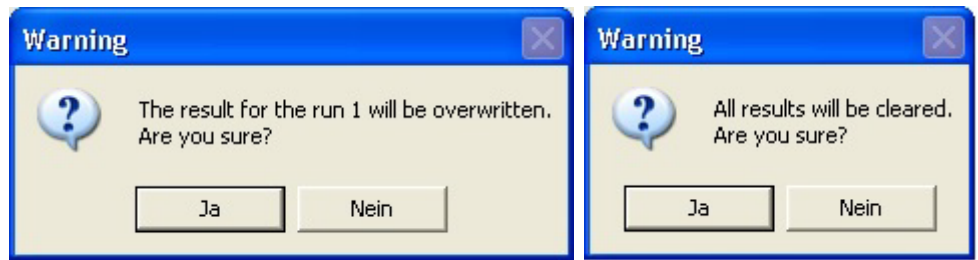 Warning
The result for the run 1 will be overwritten.
Are you sure?
Ja
Nein
Warning
All results will be cleared.
Are you sure?
Ja
Nein